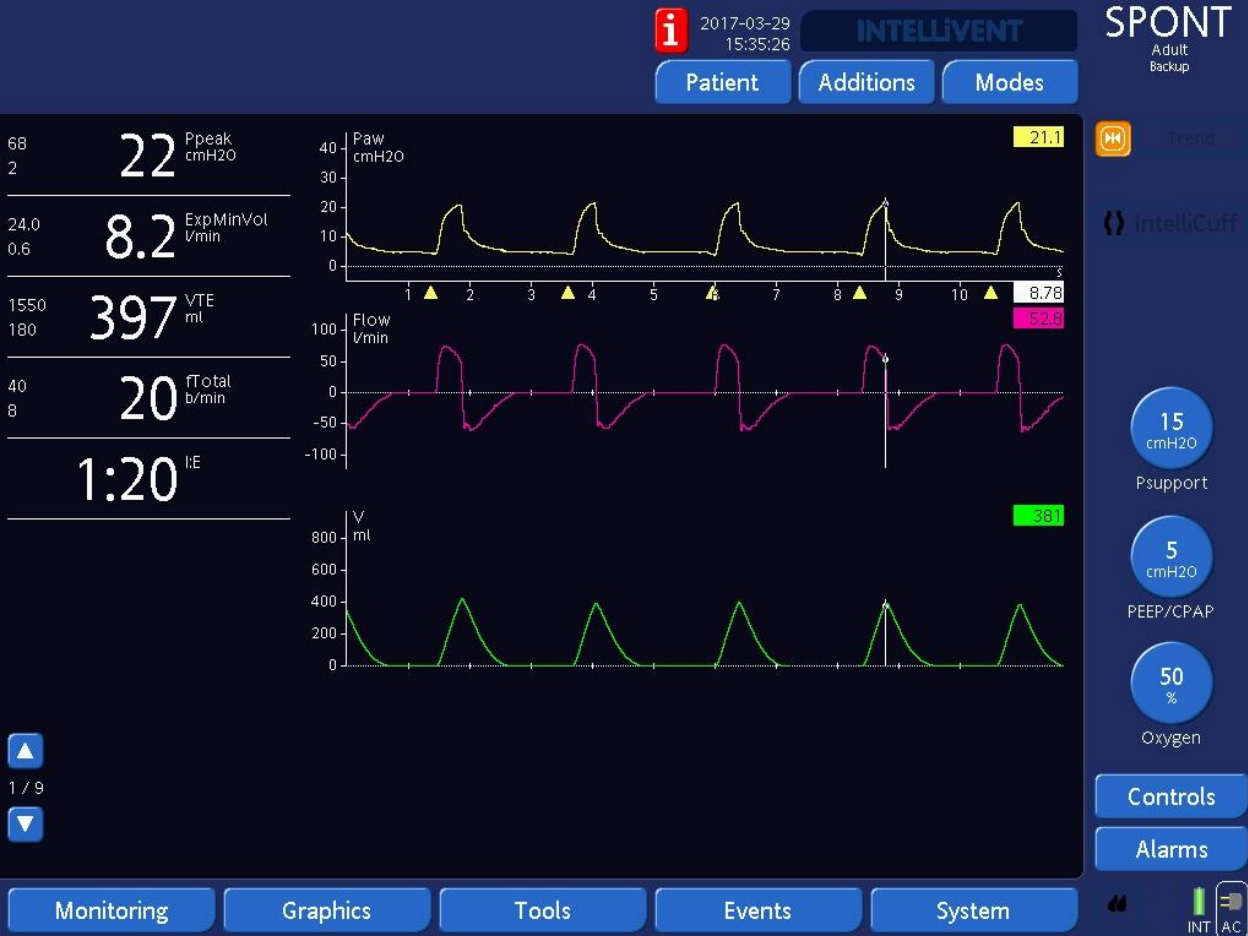 i
2017-03-29
15:35:26
INTELLiVENT
SPONT
Adult
Backup
Patient
Additions
Modes
68
2
22
Ppeak
cmH2O
24.0
0.6
8.2
ExpMinVol
l/min
1550
180
397
VTE
ml
40
8
20
fTotal
b/min
1:20
I:E
Paw
cmH2O
21.1
40
30
20
10
0
s
1 2 3 4 5 7 8 9 10
8.78
Flow
l/min
52.8
100
50
0
-50
-100
V
ml
381
800
600
400
200
0
Trend
IntelliCuff
15
cmH2O
Psupport
5
cmH2O
PEEP/CPAP
50
%
Oxygen
1 / 9
Controls
Alarms
Monitoring
Graphics
Tools
Events
System
INT
AC